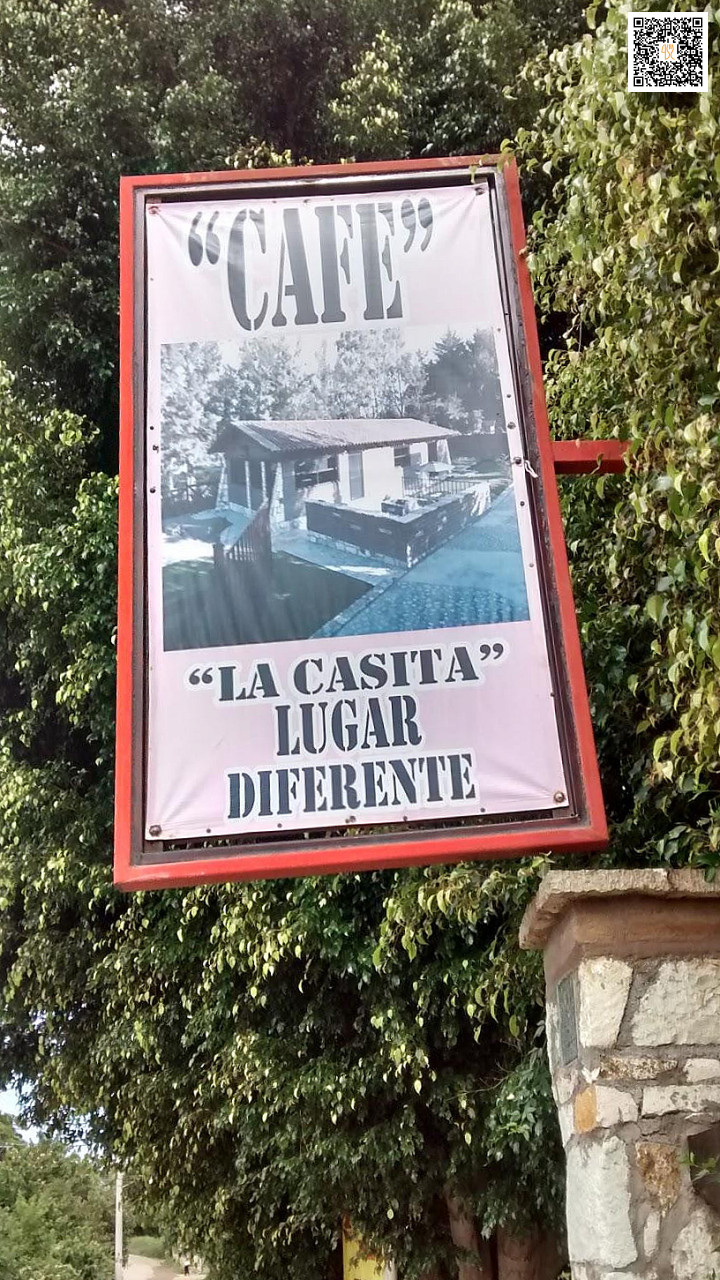 “CAFE”
“LA CASITA”
LUGAR
DIFERENTE